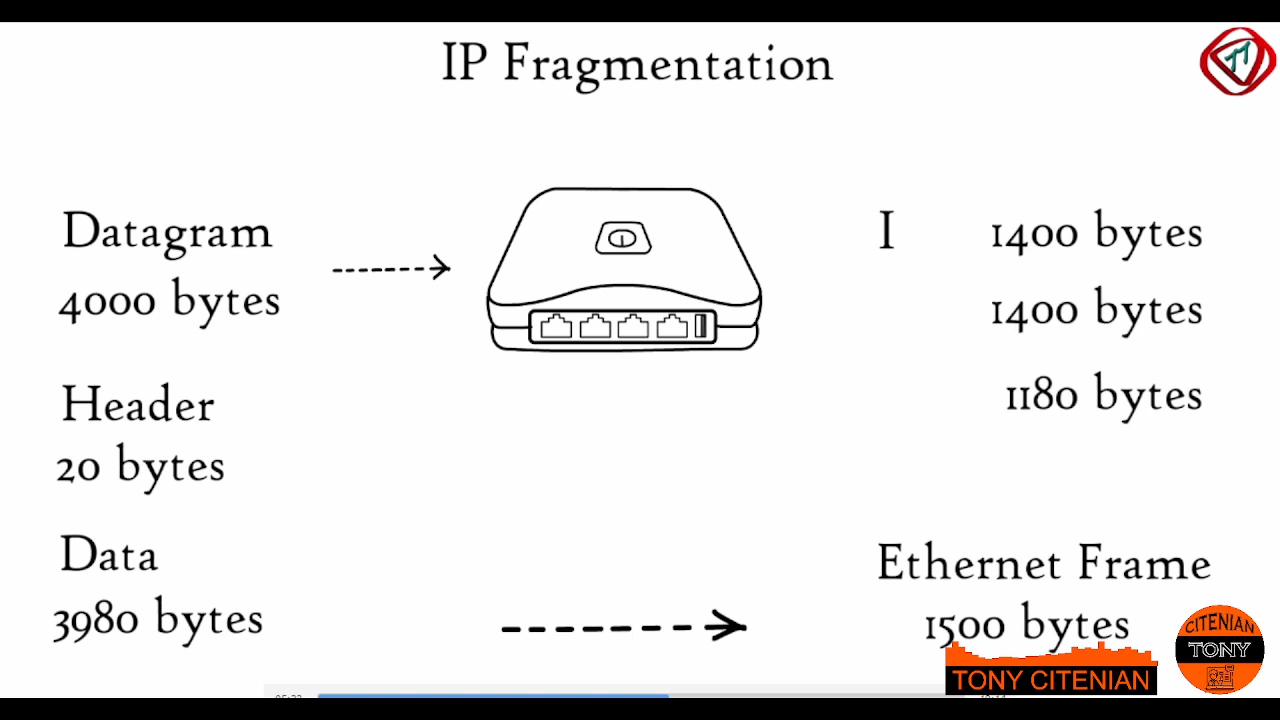 IP Fragmentation
Datagram
4000 bytes
Header
20 bytes
Data
3980 bytes
I 1400 bytes
1400 bytes
1180 bytes
Ethernet Frame
1500 bytes
CITENIAN
TONY
TONY CITENIAN